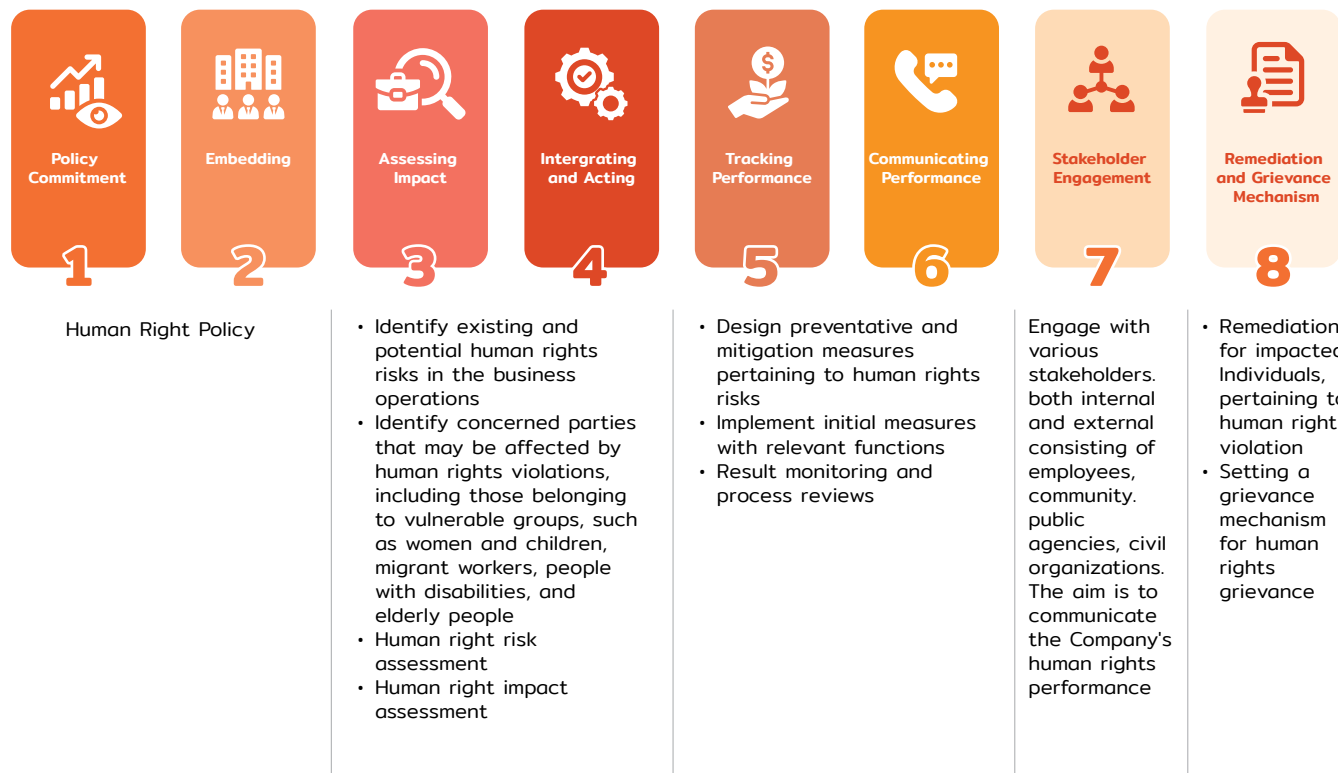 Policy
Commitment
1
Embedding
2
Assessing
Impact
3
Intergrating
and Acting
4
$
Tracking
Performance
5
Communicating
Performance
6
Stakeholder
Engagement
7
Remediation
and Grievance
Mechanism
8
Human Right Policy
• Identify existing and
potential human rights
risks in the business
operations
• Identify concerned parties
that may be affected by
human rights violations,
including those belonging
to vulnerable groups, such
as women and children,
migrant workers, people
with disabilities, and
elderly people
• Human right risk
assessment
• Human right impact
assessment
• Design preventative and
mitigation measures
pertaining to human rights
risks
• Implement initial measures
with relevant functions
• Result monitoring and
process reviews
Engage with
various
stakeholders.
both internal
and external
consisting of
employees,
community.
public
agencies, civil
organizations.
The aim is to
communicate
the Company's
human rights
performance
• Remediation
for impacted
Individuals,
pertaining to
human right
violation
• Setting a
grievance
mechanism
for human
rights
grievance